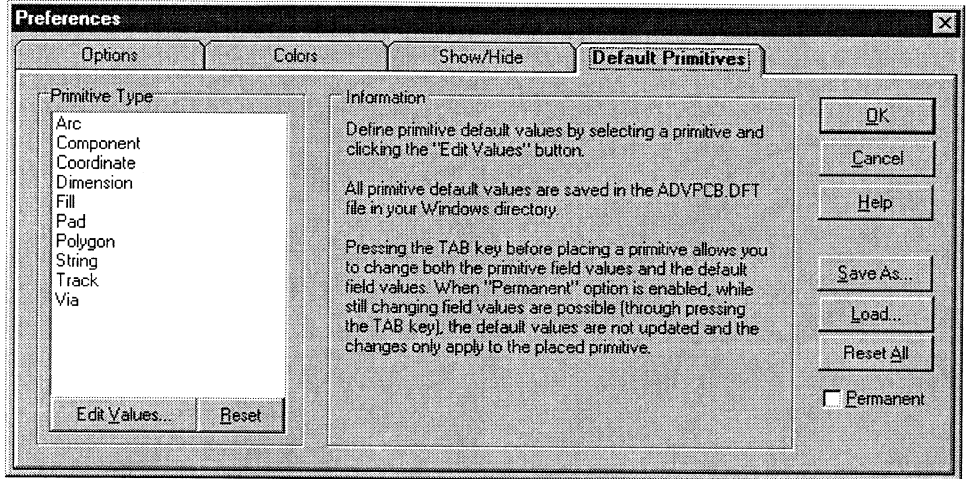 Preferences
Options
Colors
Show/Hide
Default Primitives
Primitive Type
Arc
Component
Coordinate
Dimension
Fill
Pad
Polygon
String
Track
Via
Edit Values...
Reset
Information
Define primitive default values by selecting a primitive and
clicking the "Edit Values" button.
All primitive default values are saved in the ADVPCB.DFT
file in your Windows directory.
Pressing the TAB key before placing a primitive allows you
to change both the primitive field values and the default
field values. When "Permanent" option is enabled, while
still changing field values are possible (through pressing
the TAB key), the default values are not updated and the
changes only apply to the placed primitive.
OK
Cancel
Help
Save As...
Load...
Reset All
Permanent